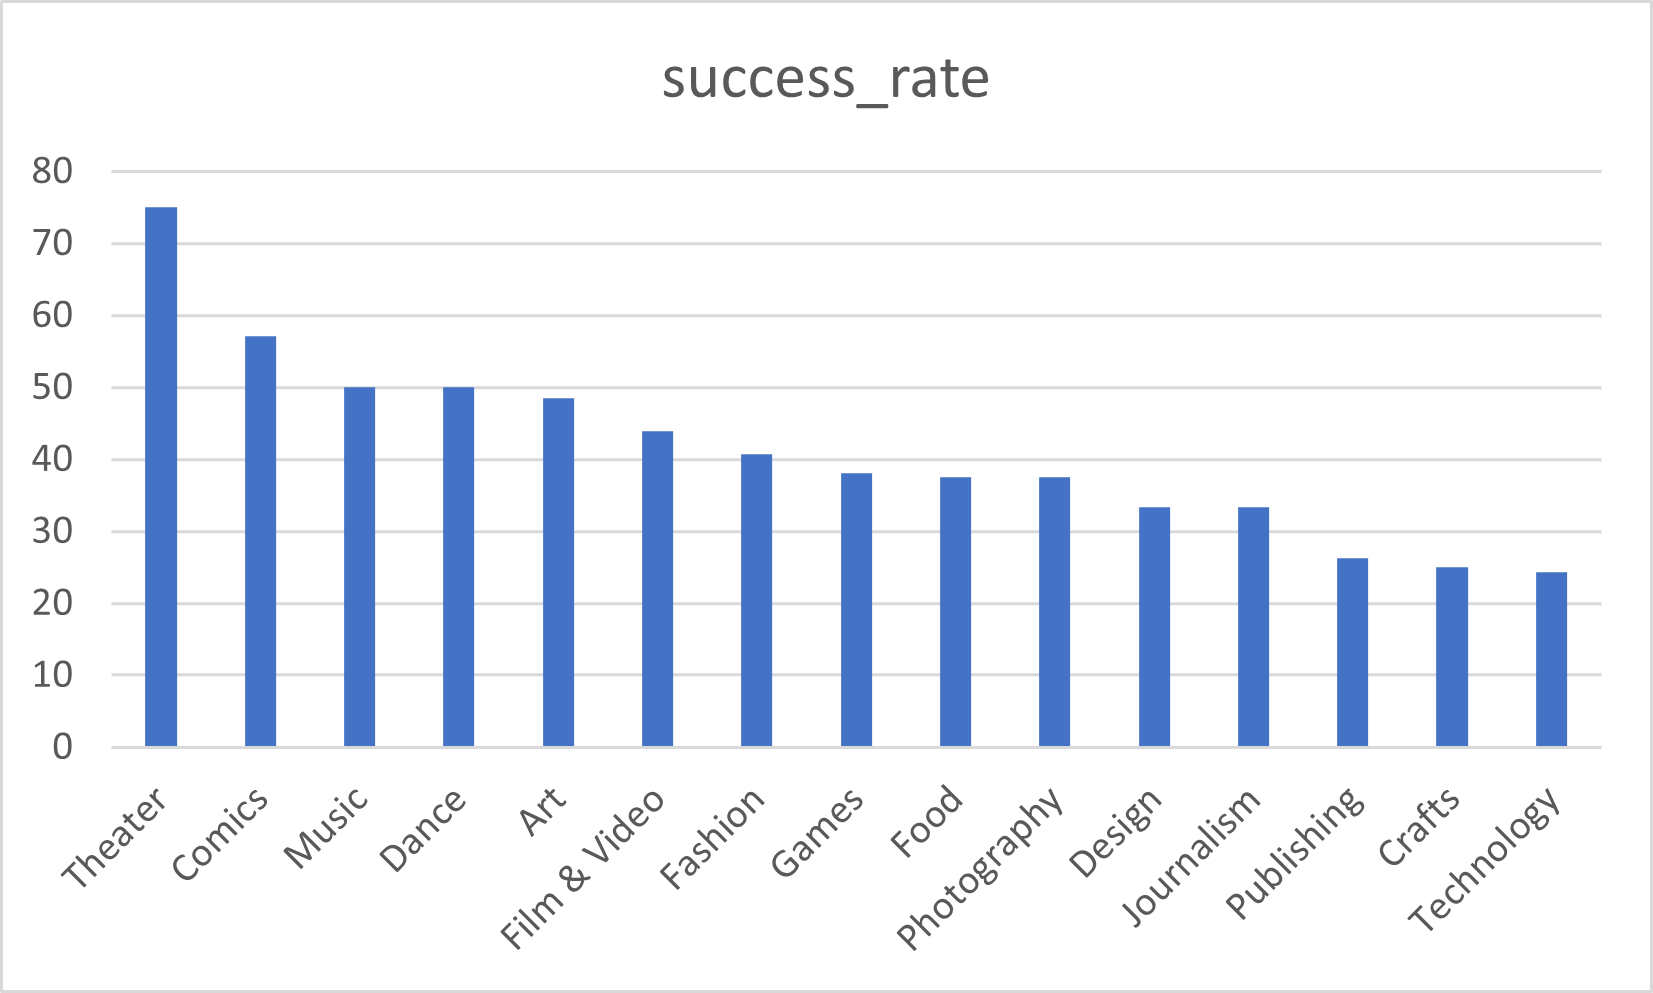 success_rate
80
70
60
50
40
30
20
10
0
Theater
Comics
Music
Dance
Art
Film & Video
Fashion
Games
Food
Photography
Design
Journalism
Publishing
Crafts
Technology